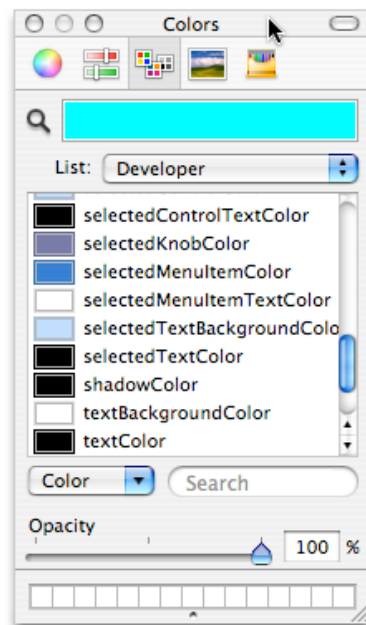 Colors
List: Developer
selectedControlTextColor
selectedKnobColor
selectedMenuItemColor
selectedMenuItemTextColor
selectedTextBackgroundColo
selectedTextColor
shadowColor
textBackgroundColor
textColor
Color Search
Opacity
100 %